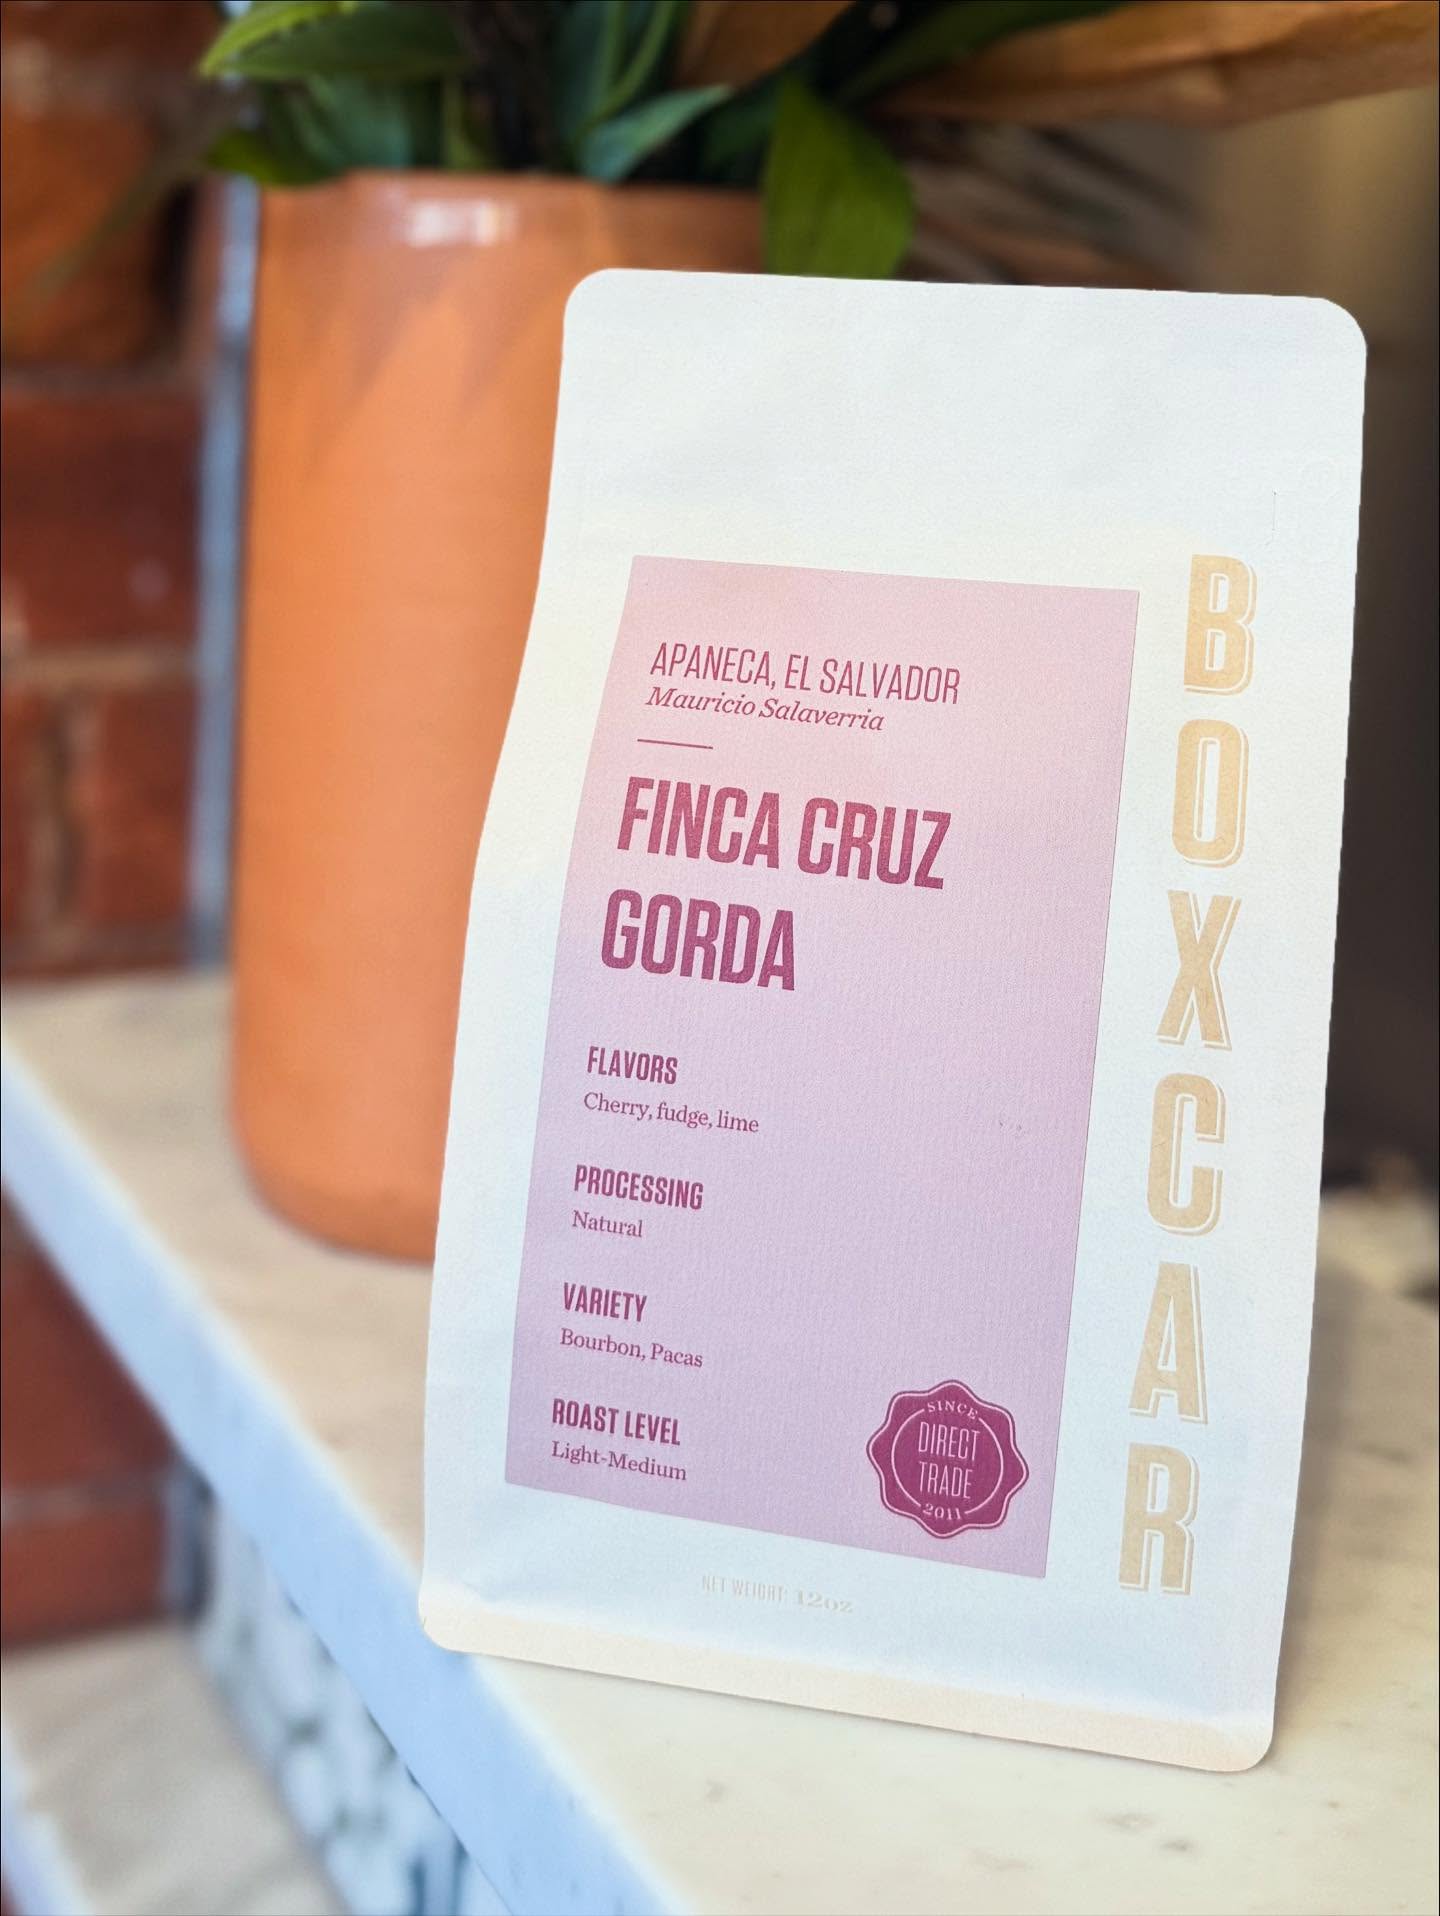 APANECA, EL SALVADOR
Mauricio Salaverria
FINCA CRUZ
GORDA
FLAVORS
Cherry, fudge, lime
PROCESSING
Natural
VARIETY
Bourbon, Pacas
ROAST LEVEL
Light-Medium
SINCE
DIRECT
TRADE
2011
NET WEIGHT: 12oz
BOXCAR